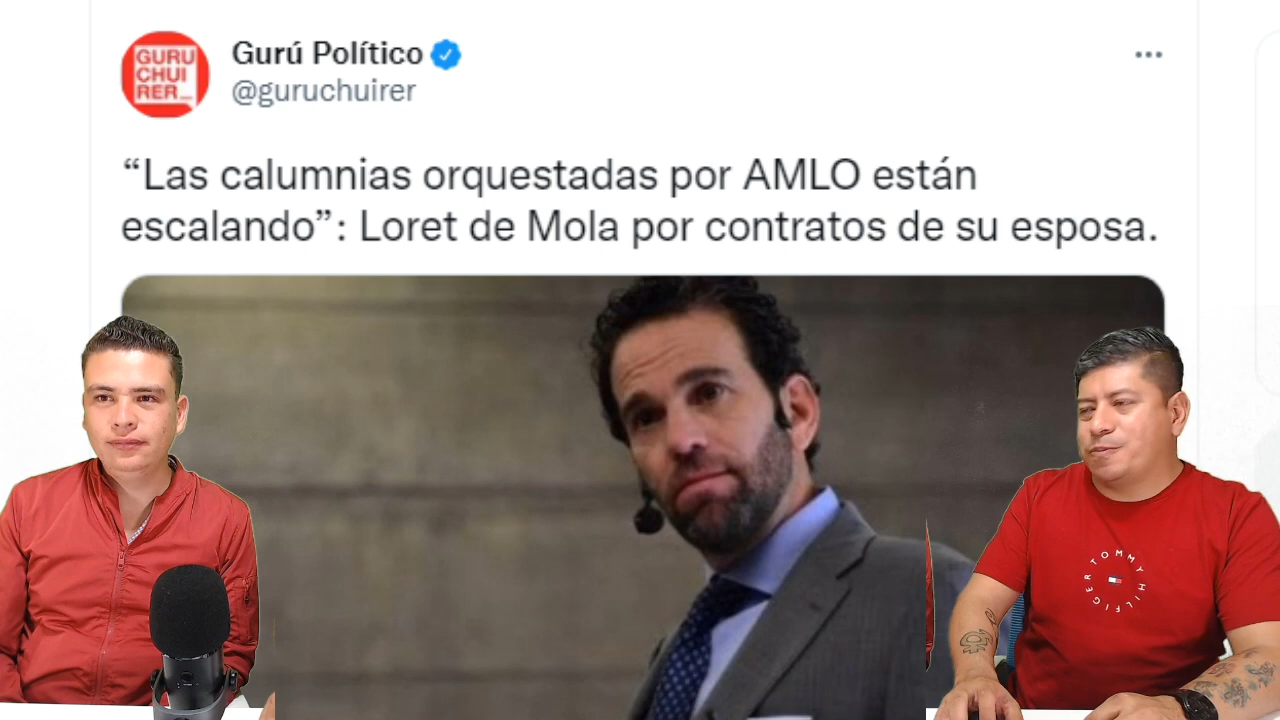 GURU
CHUI
RER_
Gurú Político
@guruchuirer
“Las calumnias orquestadas por AMLO están
escalando”: Loret de Mola por contratos de su esposa.
TOMMY HILFIGER